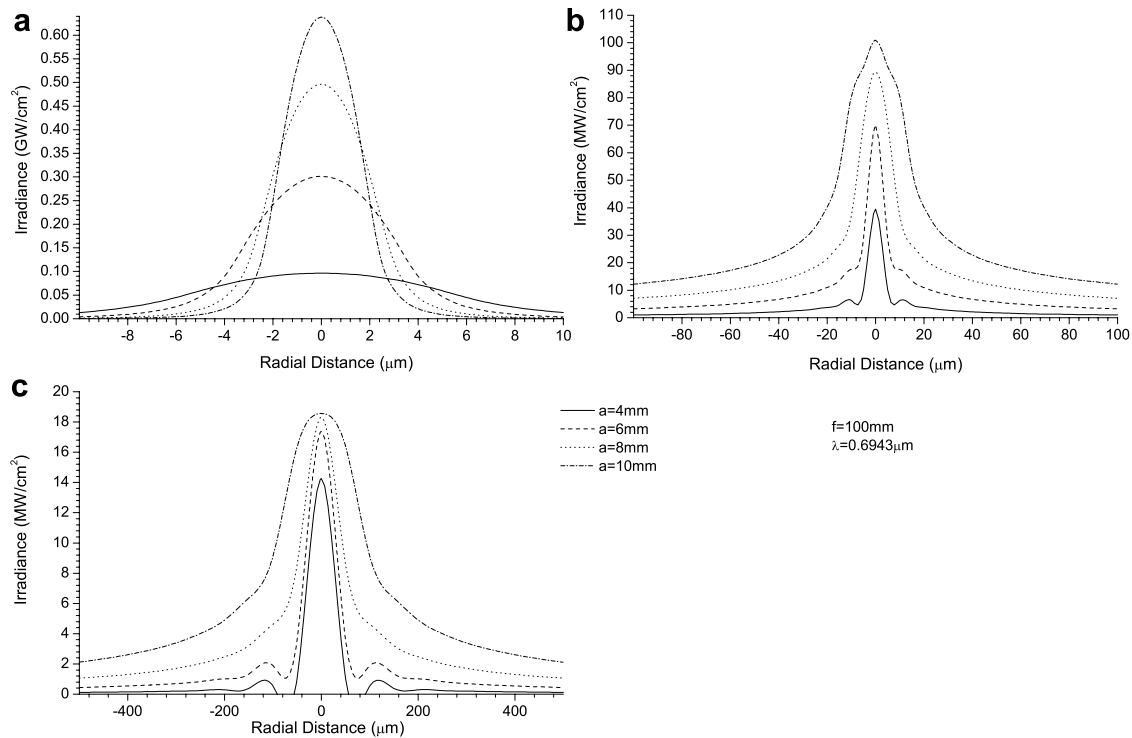 a
0.60
0.55
0.50
0.45
0.40
0.35
0.30
0.25
0.20
0.15
0.10
0.05
0.00
Irradiance (GW/cm²)
-8 -6 -4 -2 0 2 4 6 8 10
Radial Distance (μm)
b
110
100
90
80
70
60
50
40
30
20
10
0
Irradiance (MW/cm²)
-80 -60 -40 -20 0 20 40 60 80 100
Radial Distance (μm)
c
20
18
16
14
12
10
8
6
4
2
0
Irradiance (MW/cm²)
-400 -200 0 200 400
Radial Distance (μm)
a=4mm
a=6mm
a=8mm
a=10mm
f=100mm
λ=0.6943μm